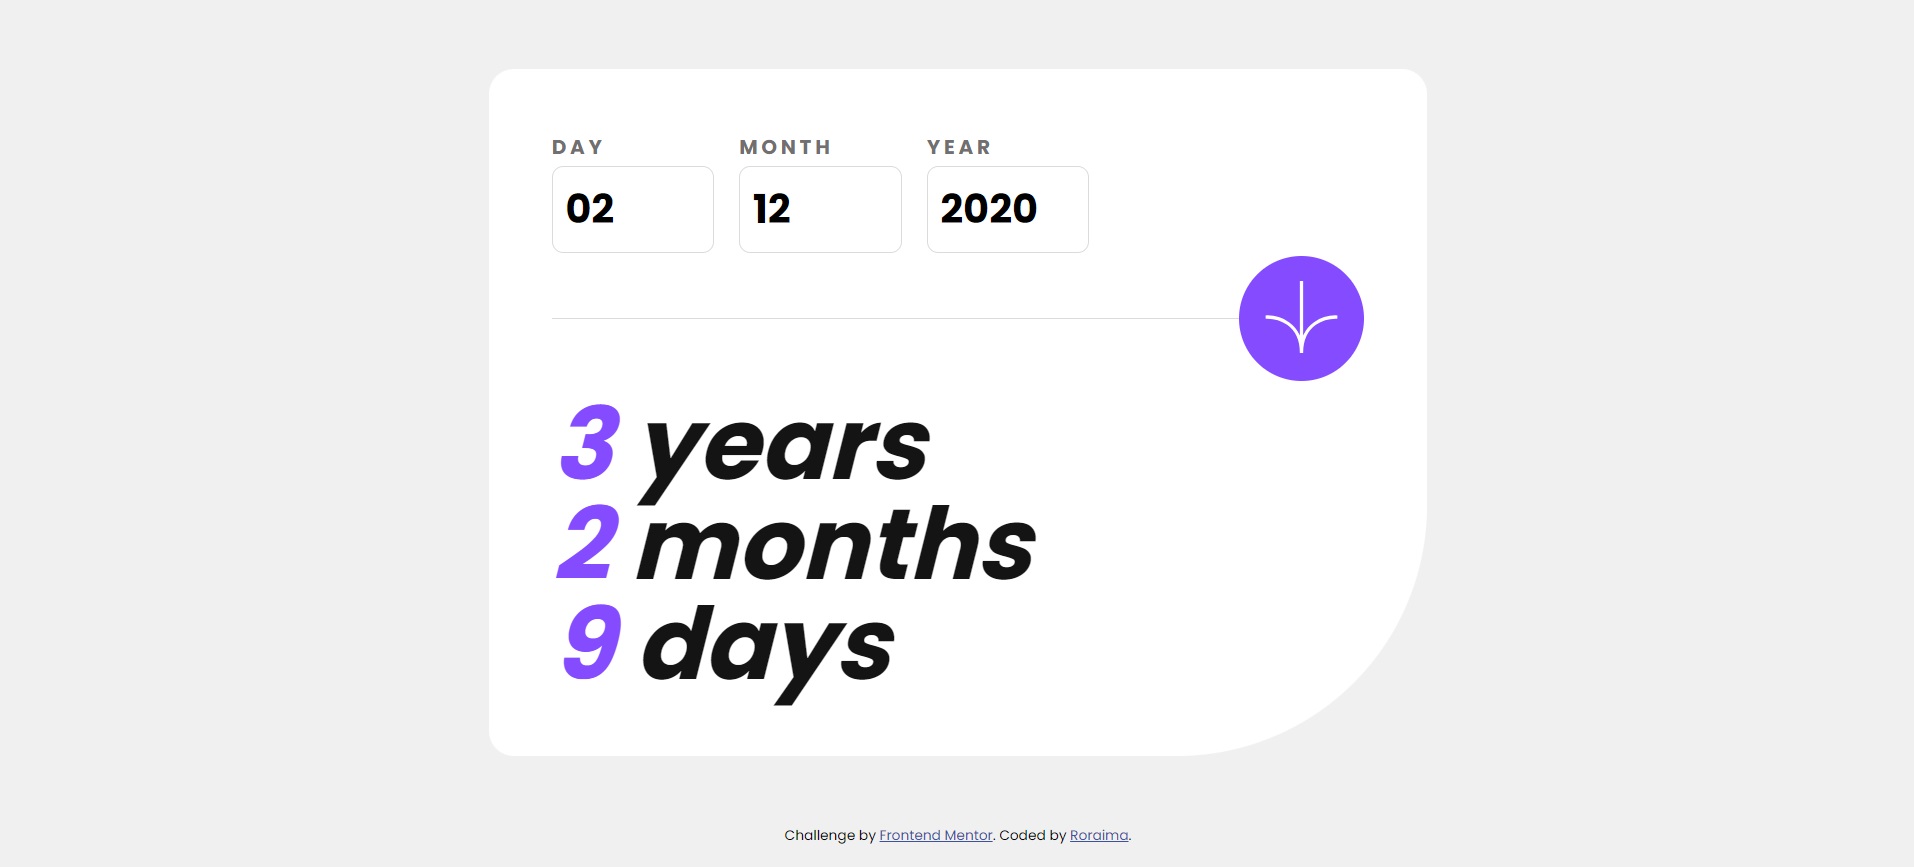 DAY MONTH YEAR
02 12 2020
3 years
2 months
9 days
Challenge by Frontend Mentor. Coded by Roraima.